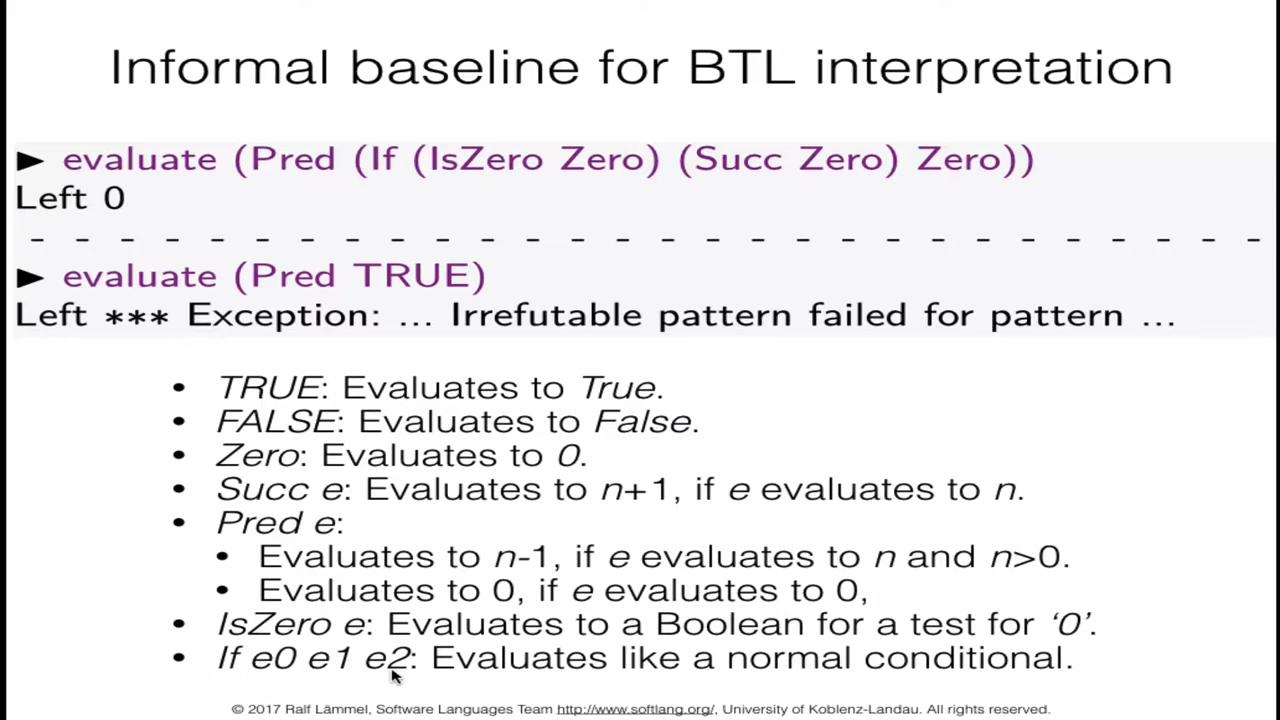 Informal baseline for BTL interpretation
► evaluate (Pred (If (IsZero Zero) (Succ Zero) Zero))
Left 0
- - - - - - - - - - - - - - - - - - - - - - - - - - - -
► evaluate (Pred TRUE)
Left *** Exception: ... Irrefutable pattern failed for pattern ...
• TRUE: Evaluates to True.
• FALSE: Evaluates to False.
• Zero: Evaluates to 0.
• Succ e: Evaluates to n+1, if e evaluates to n.
• Pred e:
• Evaluates to n-1, if e evaluates to n and n>0.
• Evaluates to 0, if e evaluates to 0,
• IsZero e: Evaluates to a Boolean for a test for ‘0’.
• If e0 e1 e2: Evaluates like a normal conditional.
© 2017 Ralf Lämmel, Software Languages Team http://www.softlang.org/, University of Koblenz-Landau. All rights reserved.